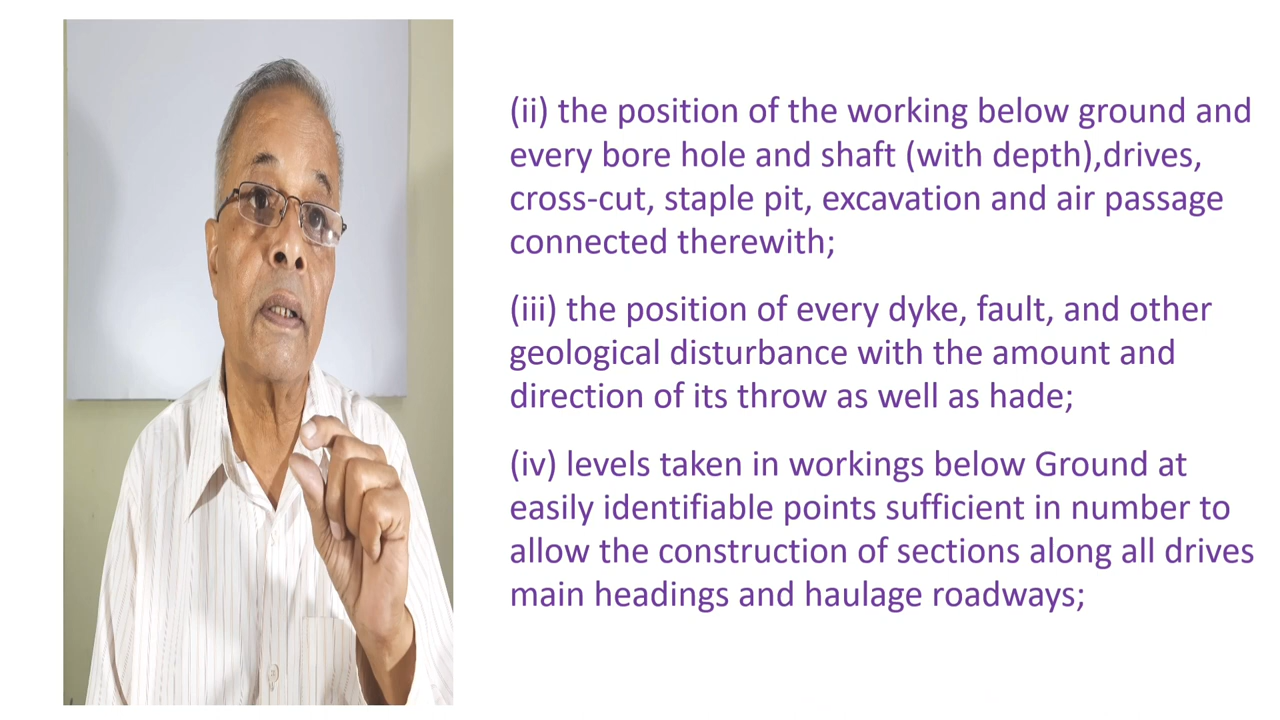 (ii) the position of the working below ground and
every bore hole and shaft (with depth),drives,
cross-cut, staple pit, excavation and air passage
connected therewith;
(iii) the position of every dyke, fault, and other
geological disturbance with the amount and
direction of its throw as well as hade;
(iv) levels taken in workings below Ground at
easily identifiable points sufficient in number to
allow the construction of sections along all drives
main headings and haulage roadways;